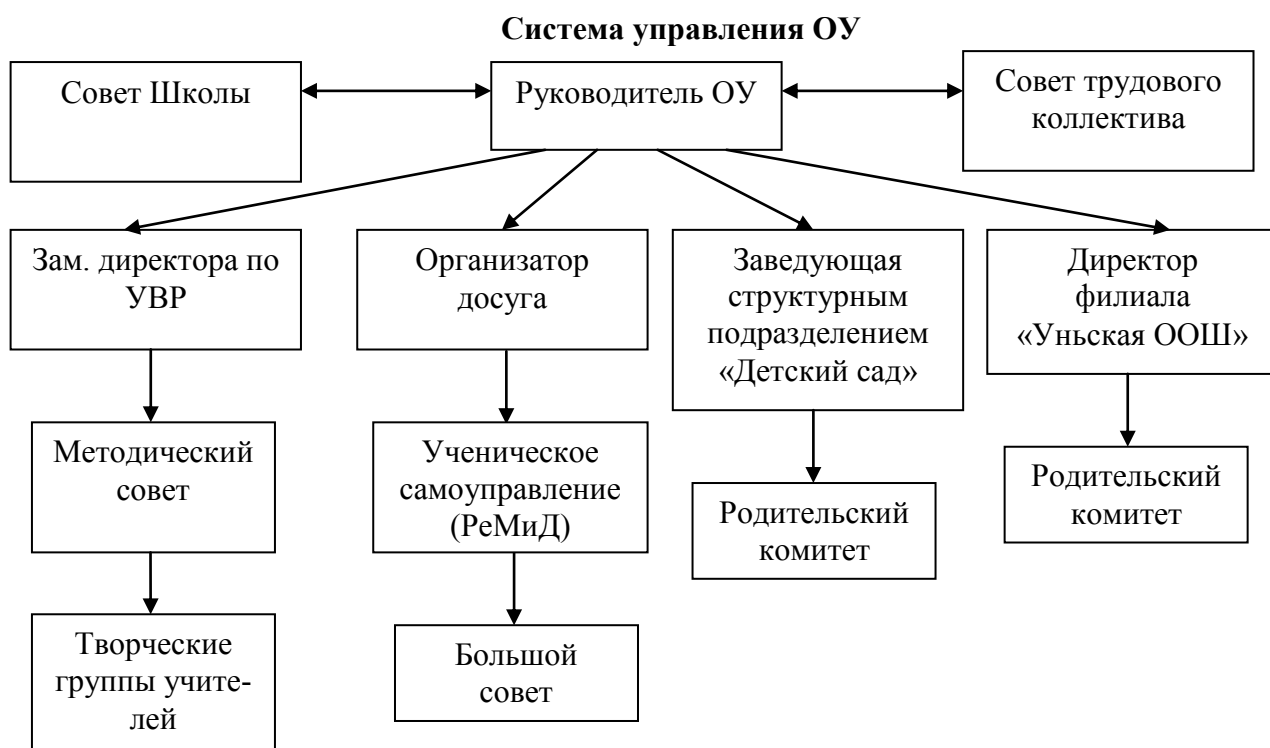 Система управления ОУ
Совет Школы
Руководитель ОУ
Совет трудового
коллектива
Зам. директора по
УВР
Организатор
досуга
Заведующая
структурным
подразделением
«Детский сад»
Директор
филиала
«Уньская ООШ»
Методический
совет
Ученическое
самоуправление
(РеМиД)
Родительский
комитет
Родительский
комитет
Творческие
группы учите-
лей
Большой
совет